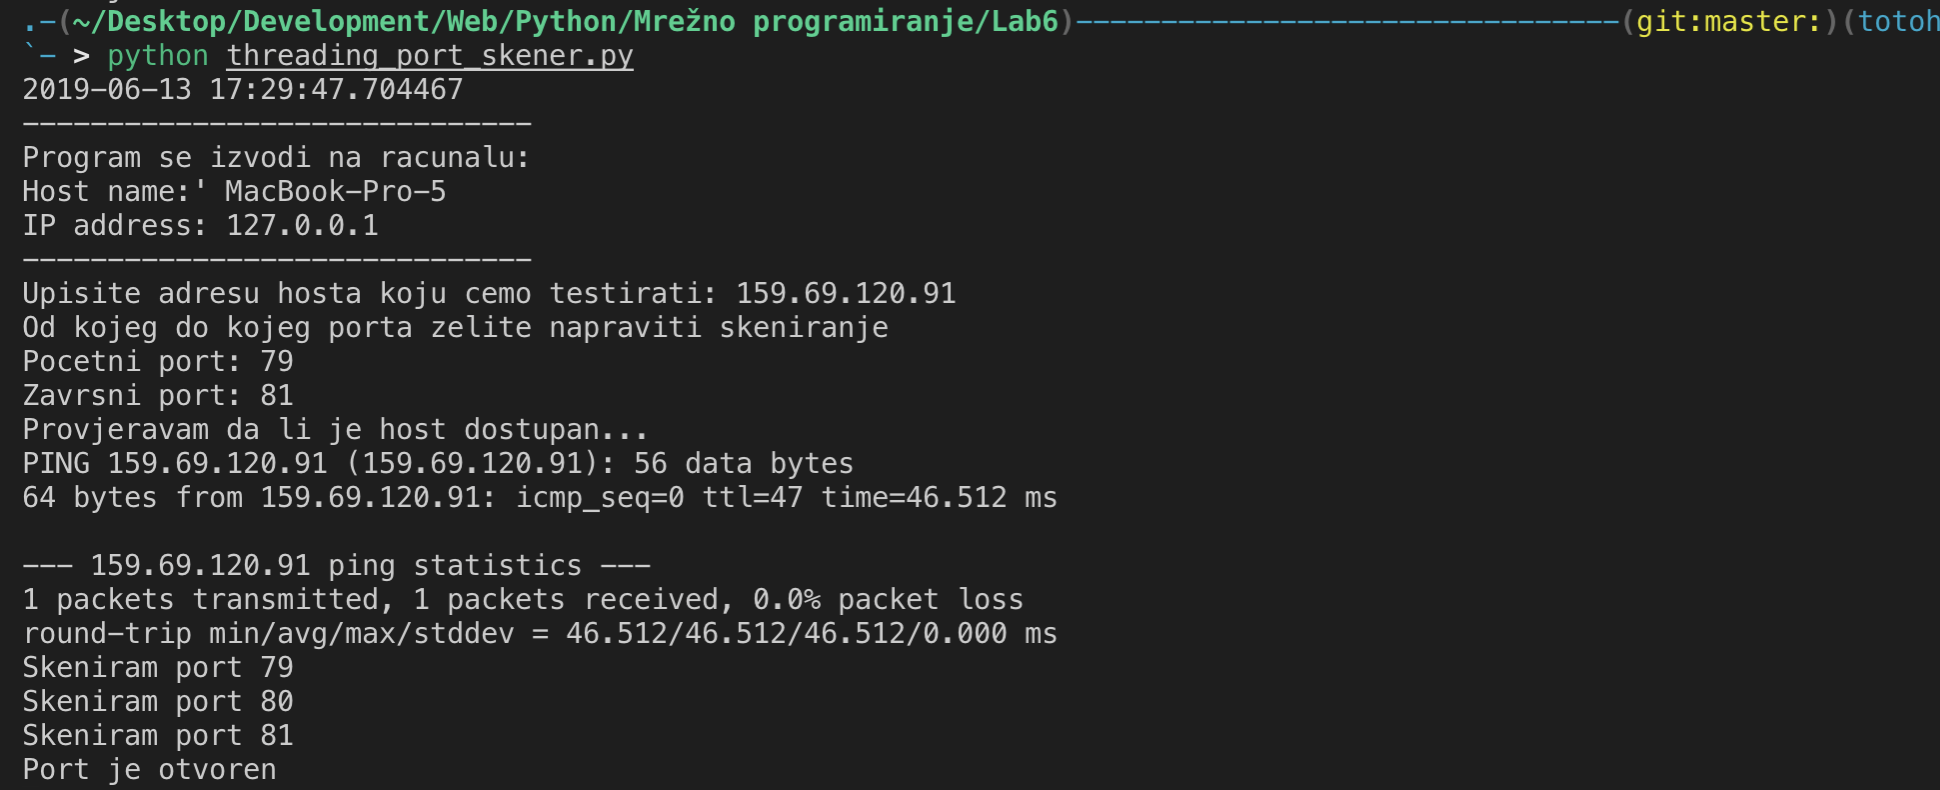 .-(~/Desktop/Development/Web/Python/Mrežno programiranje/Lab6)--------------------------------(git:master:)(totoh
`- > python threading_port_skener.py
2019-06-13 17:29:47.704467
------------------------------
Program se izvodi na racunalu:
Host name:' MacBook-Pro-5
IP address: 127.0.0.1
------------------------------
Upisite adresu hosta koju cemo testirati: 159.69.120.91
Od kojeg do kojeg porta zelite napraviti skeniranje
Pocetni port: 79
Zavrsni port: 81
Provjeravam da li je host dostupan...
PING 159.69.120.91 (159.69.120.91): 56 data bytes
64 bytes from 159.69.120.91: icmp_seq=0 ttl=47 time=46.512 ms
--- 159.69.120.91 ping statistics ---
1 packets transmitted, 1 packets received, 0.0% packet loss
round-trip min/avg/max/stddev = 46.512/46.512/46.512/0.000 ms
Skeniram port 79
Skeniram port 80
Skeniram port 81
Port je otvoren